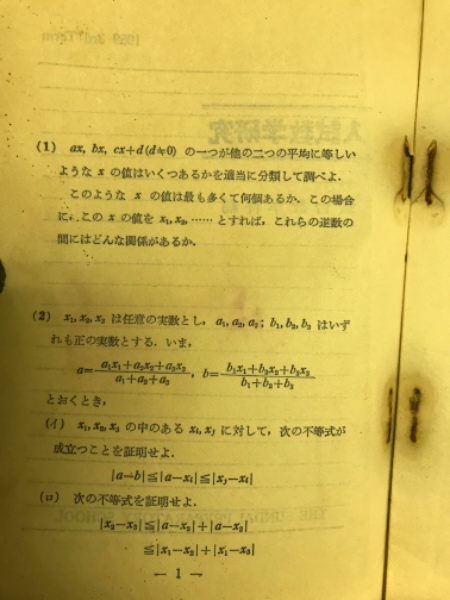 (1) ax, bx, cx+d(d≒0) の一つが他の二つの平均に等しい
ような x の値はいくつあるかを適当に分類して調べよ.
このような x の値は最も多くて何個あるか. この場合
に, この x の値を x₁, x₂, …… とすれば, これらの逆数の
間にはどんな関係があるか.
(2) x₁, x₂, x₃ は任意の実数とし, a₁, a₂, a₃ ; b₁, b₂, b₃ はいず
れも正の実数とする. いま,
a= (a₁x₁+a₂x₂+a₃x₃)/(a₁+a₂+a₃) , b= (b₁x₁+b₂x₂+b₃x₃)/(b₁+b₂+b₃)
とおくとき,
(イ) x₁, x₂, x₃ の中のある xᵢ, xⱼ に対して, 次の不等式が
成立つことを証明せよ.
|a−b|≦|a−xᵢ|≦|xⱼ−xᵢ|
(ロ) 次の不等式を証明せよ.
|x₂−x₃|≦|a−x₂|+|a−x₃|
≦|x₁−x₂|+|x₁−x₃|
— 1 —